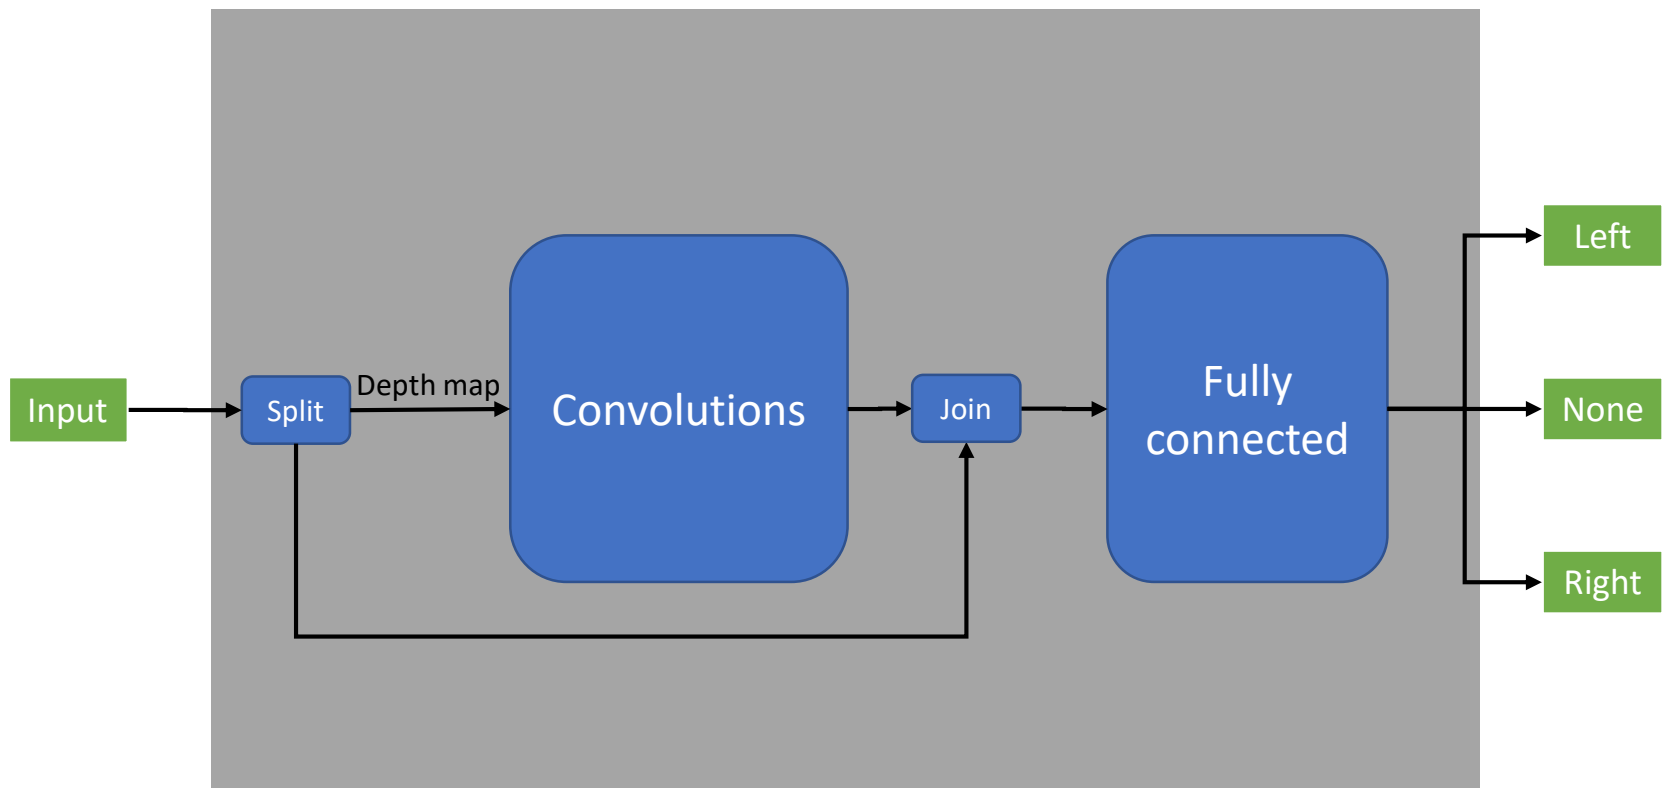 Input
Split
Depth map
Convolutions
Join
Fully
connected
Left
None
Right